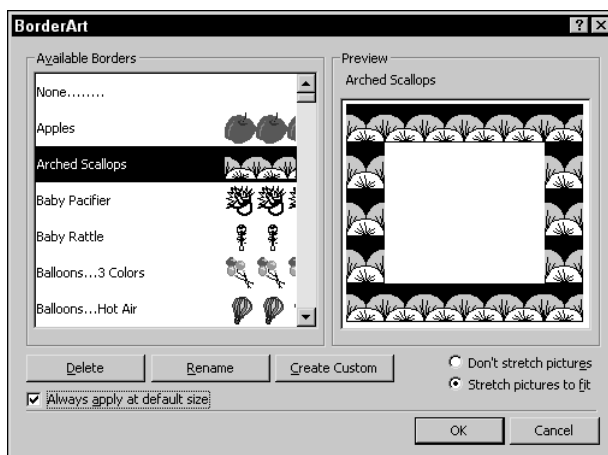 BorderArt
Available Borders
None........
Apples
Arched Scallops
Baby Pacifier
Baby Rattle
Balloons...3 Colors
Balloons...Hot Air
Delete
Rename
Create Custom
Always apply at default size
Preview
Arched Scallops
Don't stretch pictures
Stretch pictures to fit
OK
Cancel